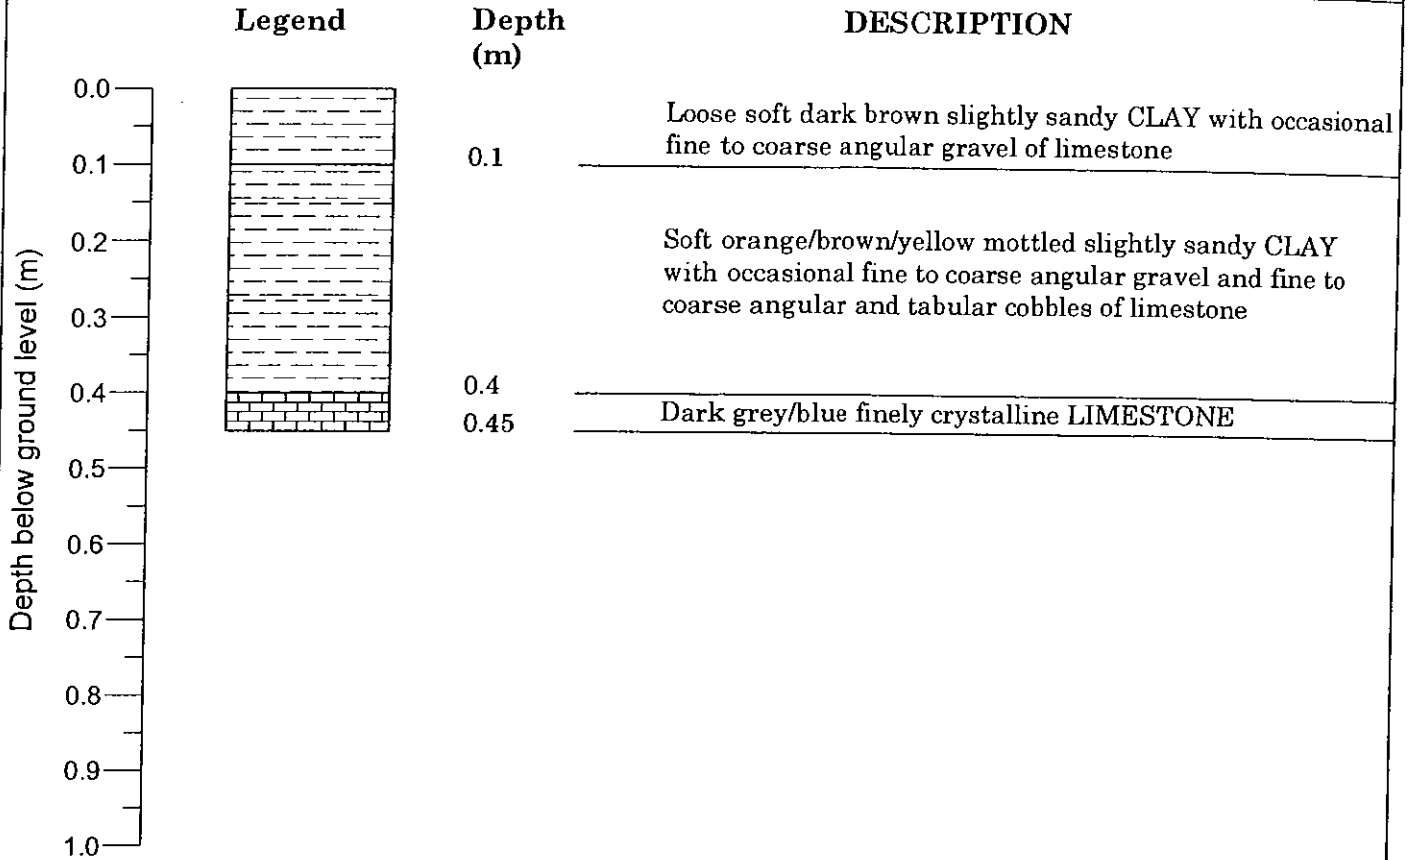 Legend
Depth
(m)
DESCRIPTION
Depth below ground level (m)
0.0
0.1
0.2
0.3
0.4
0.5
0.6
0.7
0.8
0.9
1.0
0.1
0.4
0.45
Loose soft dark brown slightly sandy CLAY with occasional
fine to coarse angular gravel of limestone
Soft orange/brown/yellow mottled slightly sandy CLAY
with occasional fine to coarse angular gravel and fine to
coarse angular and tabular cobbles of limestone
Dark grey/blue finely crystalline LIMESTONE